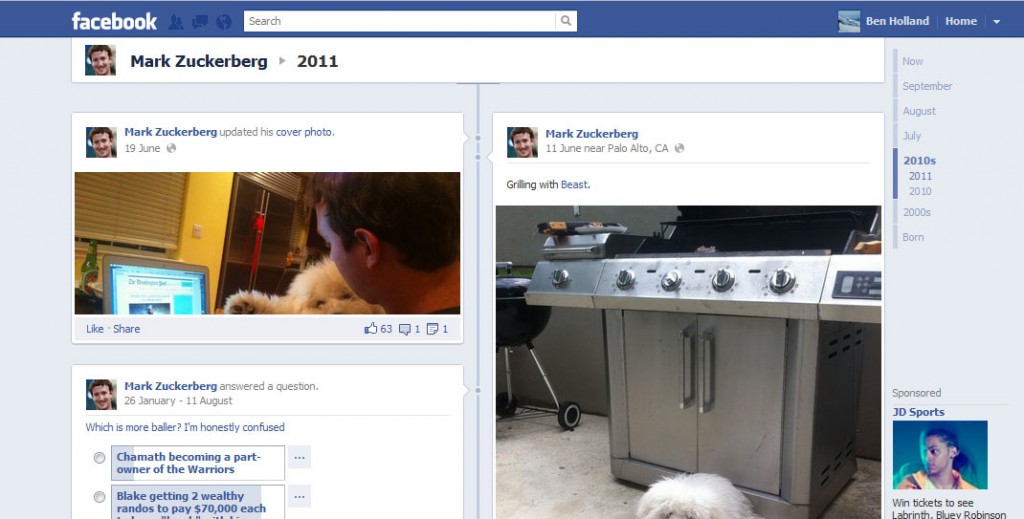 facebook
Search
Ben Holland
Home
Mark Zuckerberg
2011
Mark Zuckerberg updated his cover photo.
19 June
The Washington Post
Like · Share
63
1
1
Mark Zuckerberg answered a question.
26 January - 11 August
Which is more baller? I'm honestly confused
Chamath becoming a part-
owner of the Warriors
...
Blake getting 2 wealthy
randos to pay $70,000 each
...
Mark Zuckerberg
11 June near Palo Alto, CA
Grilling with Beast.
Now
September
August
July
2010s
2011
2010
2000s
Born
Sponsored
JD Sports
Win tickets to see
Labrinth, Bluey Robinson